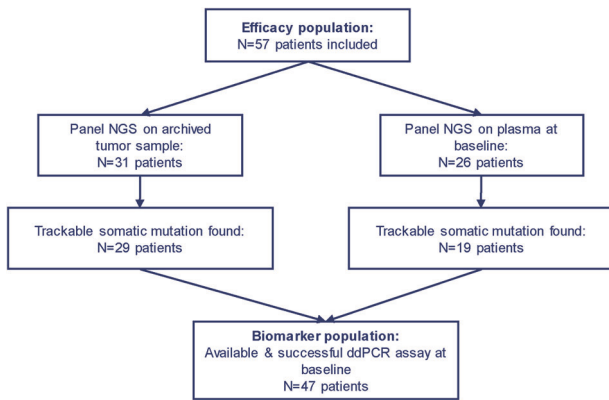 Efficacy population:
N=57 patients included
Panel NGS on archived
tumor sample:
N=31 patients
Panel NGS on plasma at
baseline:
N=26 patients
Trackable somatic mutation found:
N=29 patients
Trackable somatic mutation found:
N=19 patients
Biomarker population:
Available & successful ddPCR assay at
baseline
N=47 patients